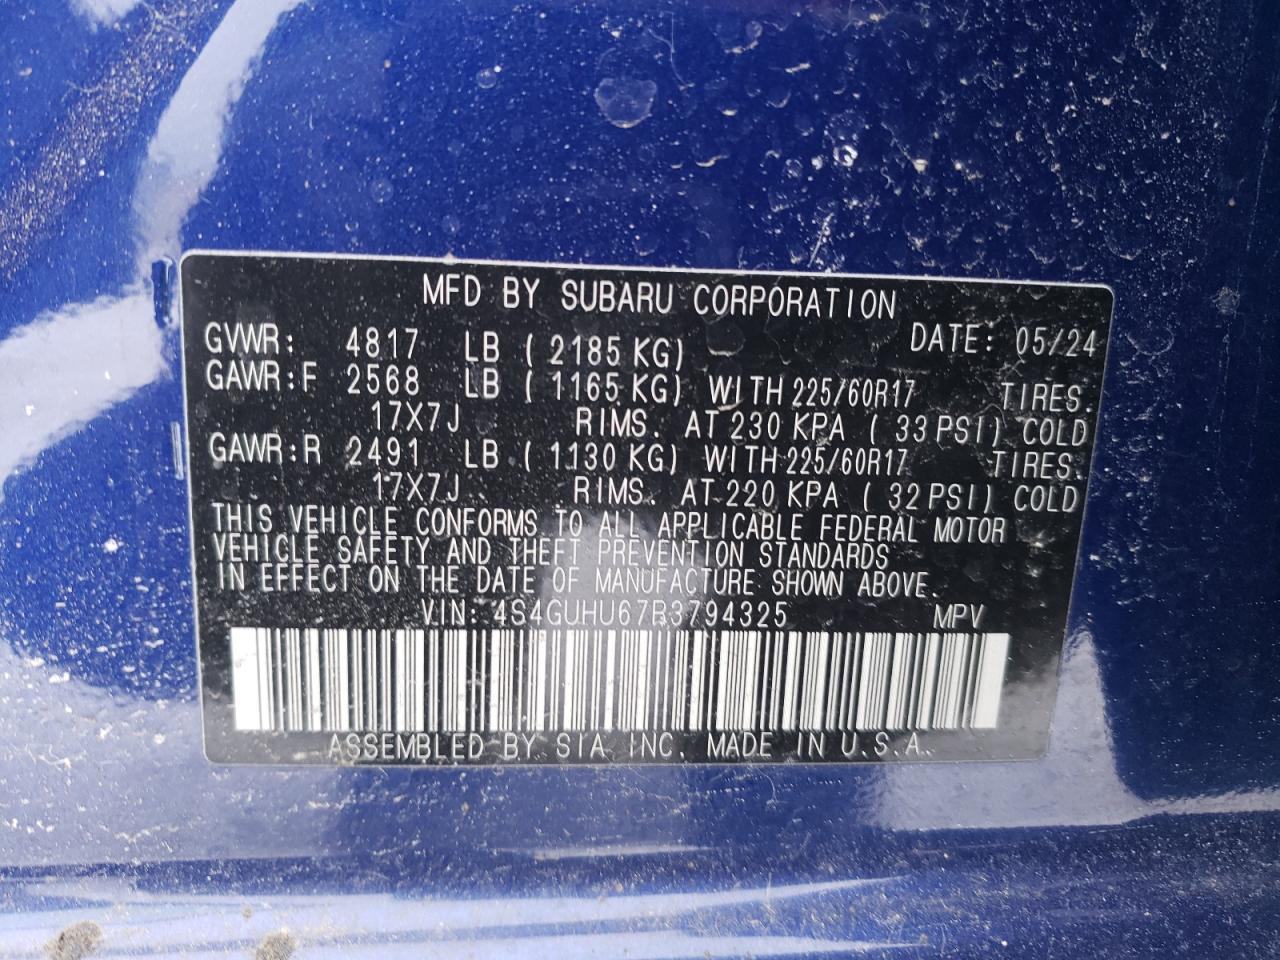 MFD BY SUBARU CORPORATION
GVWR: 4817 LB ( 2185 KG) DATE: 05/24
GAWR:F 2568 LB ( 1165 KG) WITH 225/60R17 TIRES.
17X7J RIMS. AT 230 KPA ( 33 PSI) COLD
GAWR:R 2491 LB ( 1130 KG) WITH 225/60R17 TIRES.
17X7J RIMS. AT 220 KPA ( 32 PSI) COLD
THIS VEHICLE CONFORMS TO ALL APPLICABLE FEDERAL MOTOR
VEHICLE SAFETY AND THEFT PREVENTION STANDARDS
IN EFFECT ON THE DATE OF MANUFACTURE SHOWN ABOVE.
VIN: 4S4GUHU67R3794325 MPV
ASSEMBLED BY SIA INC. MADE IN U.S.A.